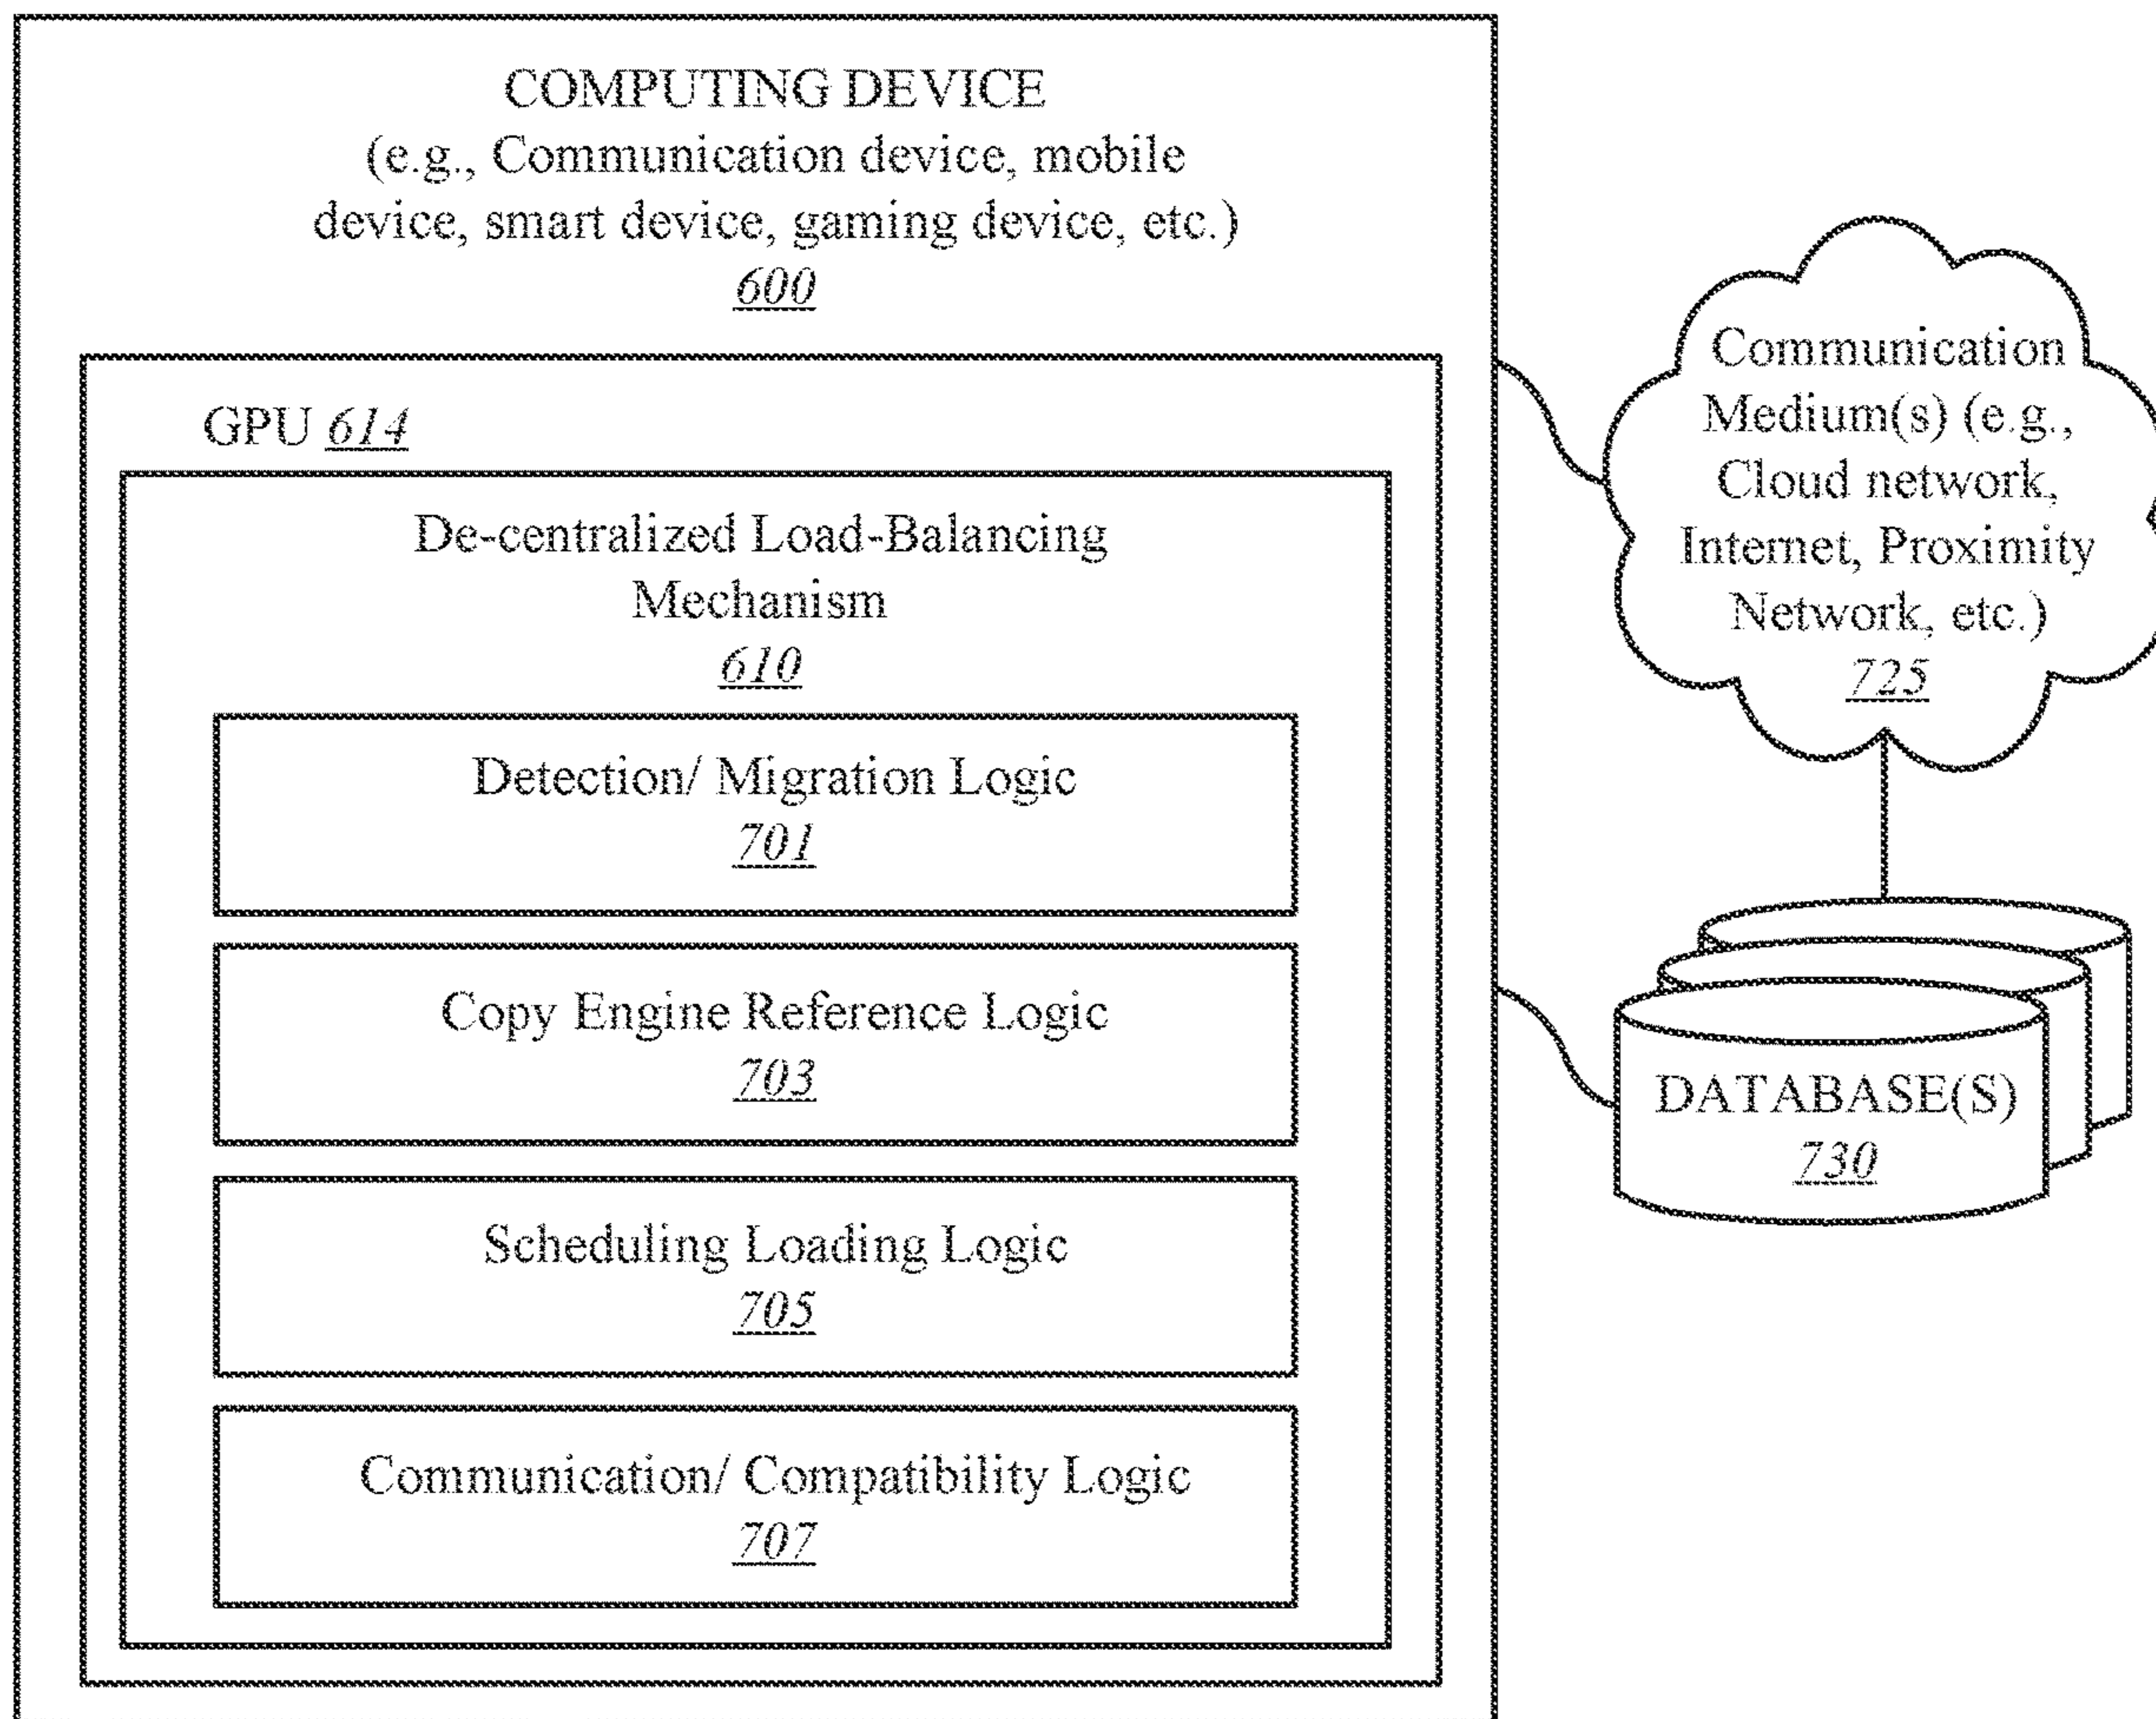 COMPUTING DEVICE
(e.g., Communication device, mobile
device, smart device, gaming device, etc.)
600
GPU 614
De-centralized Load-Balancing
Mechanism
610
Detection/ Migration Logic
701
Copy Engine Reference Logic
703
Scheduling Loading Logic
705
Communication/ Compatibility Logic
707
Communication
Medium(s) (e.g.,
Cloud network,
Internet, Proximity
Network, etc.)
725
DATABASE(S)
730